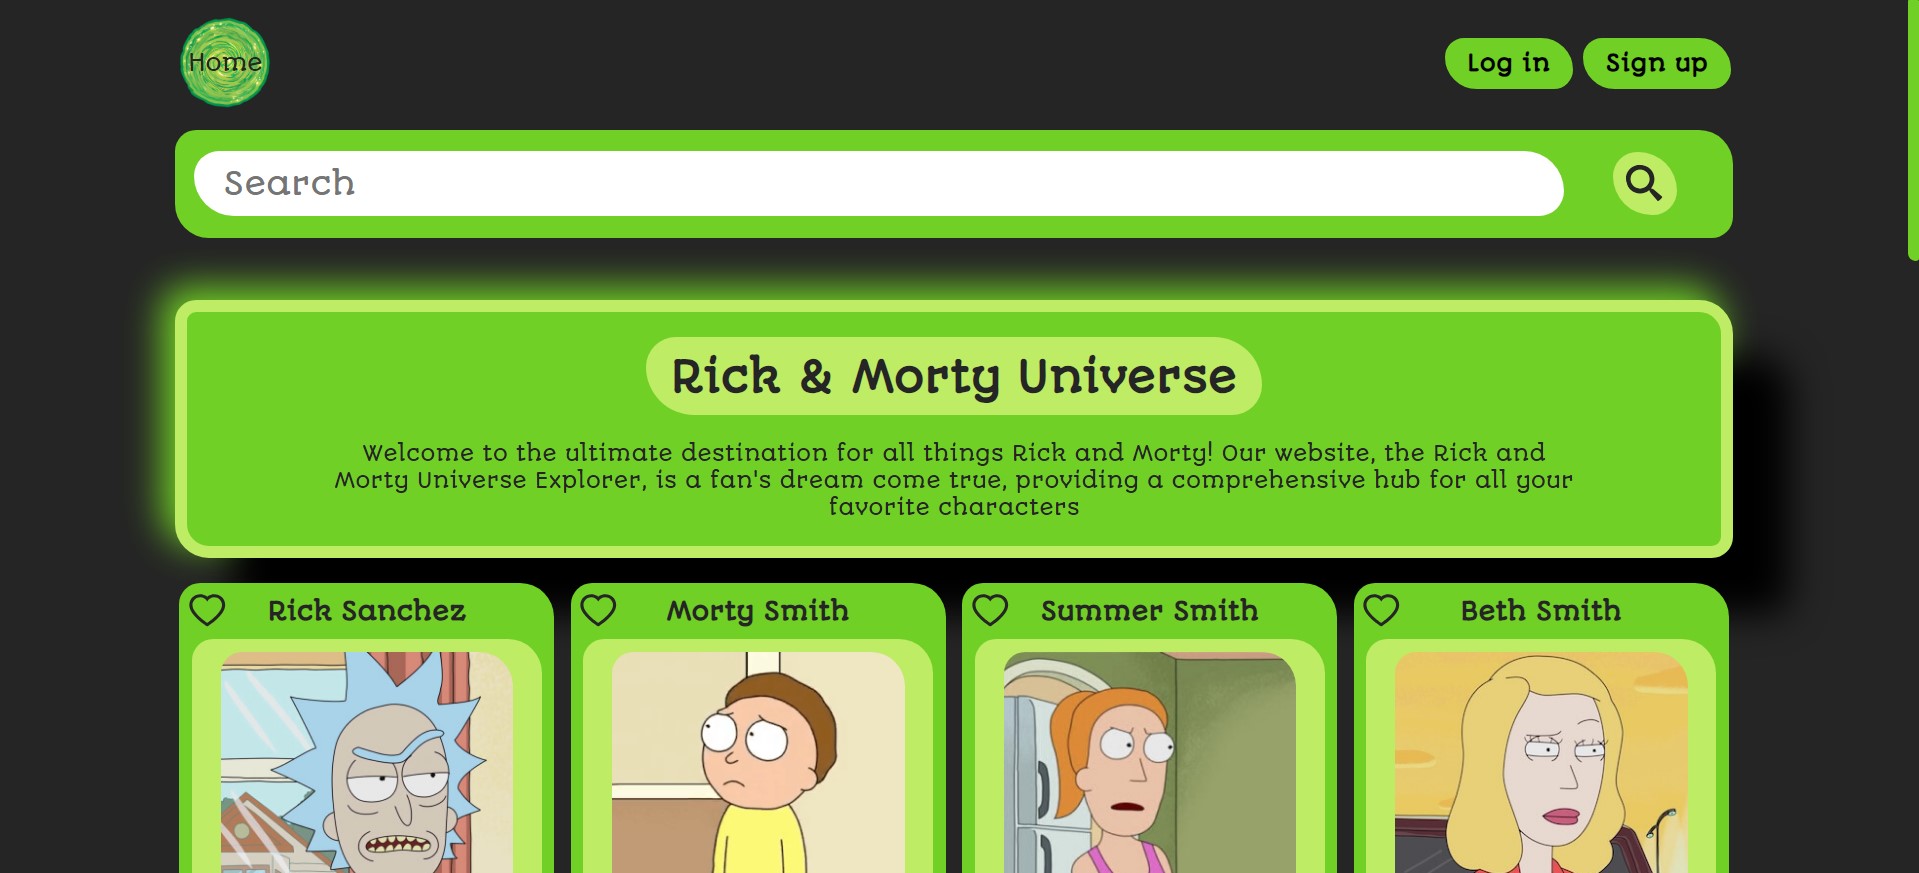 Home
Log in
Sign up
Search
Rick & Morty Universe
Welcome to the ultimate destination for all things Rick and Morty! Our website, the Rick and
Morty Universe Explorer, is a fan's dream come true, providing a comprehensive hub for all your
favorite characters
Rick Sanchez
Morty Smith
Summer Smith
Beth Smith